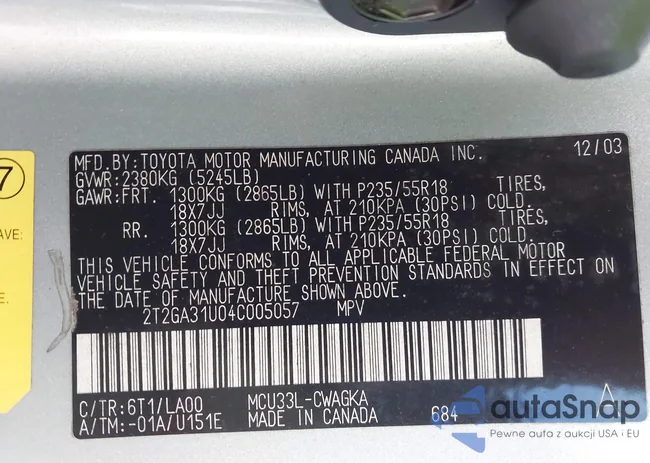 7
AVE:
MFD.BY:TOYOTA MOTOR MANUFACTURING CANADA INC. 12/03
GVWR:2380KG (5245LB)
GAWR:FRT. 1300KG (2865LB) WITH P235/55R18 TIRES,
18X7JJ RIMS, AT 210KPA (30PSI) COLD.
RR. 1300KG (2865LB) WITH P235/55R18 TIRES,
18X7JJ RIMS, AT 210KPA (30PSI) COLD.
THIS VEHICLE CONFORMS TO ALL APPLICABLE FEDERAL MOTOR
VEHICLE SAFETY AND THEFT PREVENTION STANDARDS IN EFFECT ON
THE DATE OF MANUFACTURE SHOWN ABOVE.
2T2GA31U04C005057 MPV
C/TR:6T1/LA00 MCU33L-CWAGKA
A/TM:-01A/U151E MADE IN CANADA 684
autoSnap
Pewne auta z aukcji USA i EU